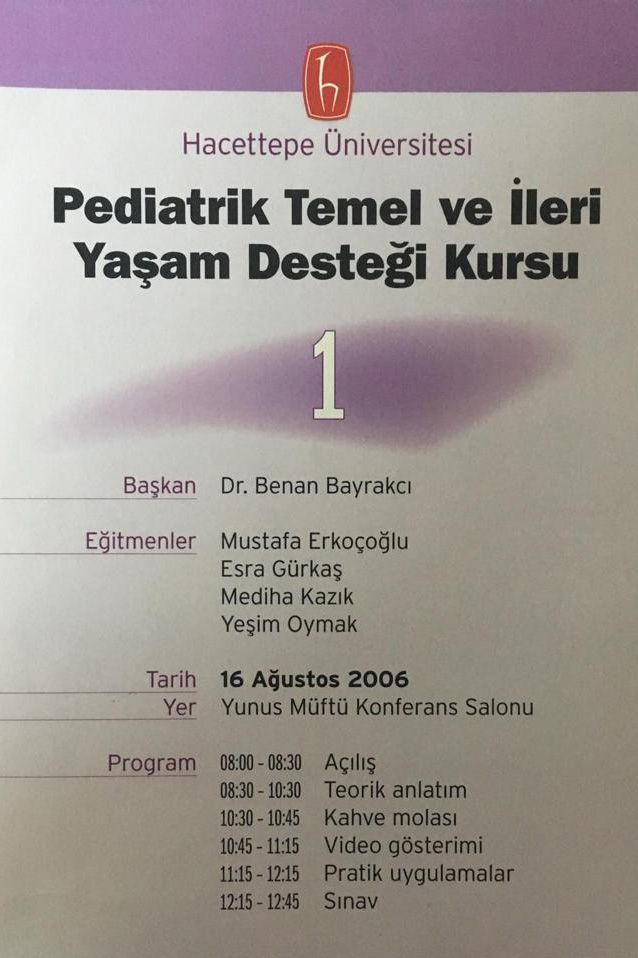 Hacettepe Üniversitesi
Pediatrik Temel ve İleri
Yaşam Desteği Kursu
1
Başkan Dr. Benan Bayrakcı
Eğitmenler Mustafa Erkoçoğlu
Esra Gürkaş
Mediha Kazık
Yeşim Oymak
Tarih 16 Ağustos 2006
Yer Yunus Müftü Konferans Salonu
Program 08:00 - 08:30 Açılış
08:30 - 10:30 Teorik anlatım
10:30 - 10:45 Kahve molası
10:45 - 11:15 Video gösterimi
11:15 - 12:15 Pratik uygulamalar
12:15 - 12:45 Sınav